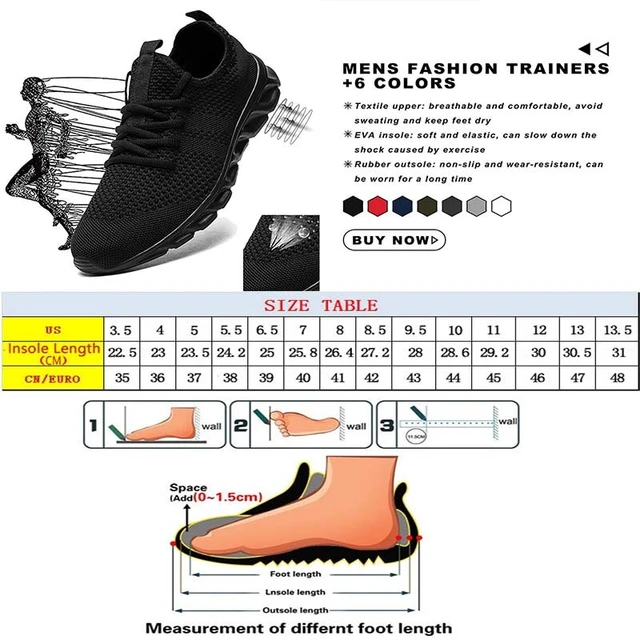 MENS FASHION TRAINERS
+6 COLORS
Textile upper: breathable and comfortable, avoid
sweating and keep feet dry
EVA insole: soft and elastic, can slow down the
shock caused by exercise
Rubber outsole: non-slip and wear-resistant, can
be worn for a long time
BUY NOW
SIZE TABLE
US 3.5 4 5 5.5 6.5 7 8 8.5 9.5 10 11 12 13 13.5
Insole Length (CM) 22.5 23 23.5 24.2 25 25.8 26.4 27.2 28 28.6 29.2 30 30.5 31
CN/EURO 35 36 37 38 39 40 41 42 43 44 45 46 47 48
1 wall 2 wall 3 11.5CM wall
Space
(Add(0~1.5cm)
Foot length
Lnsole length
Outsole length
Measurement of differnt foot length